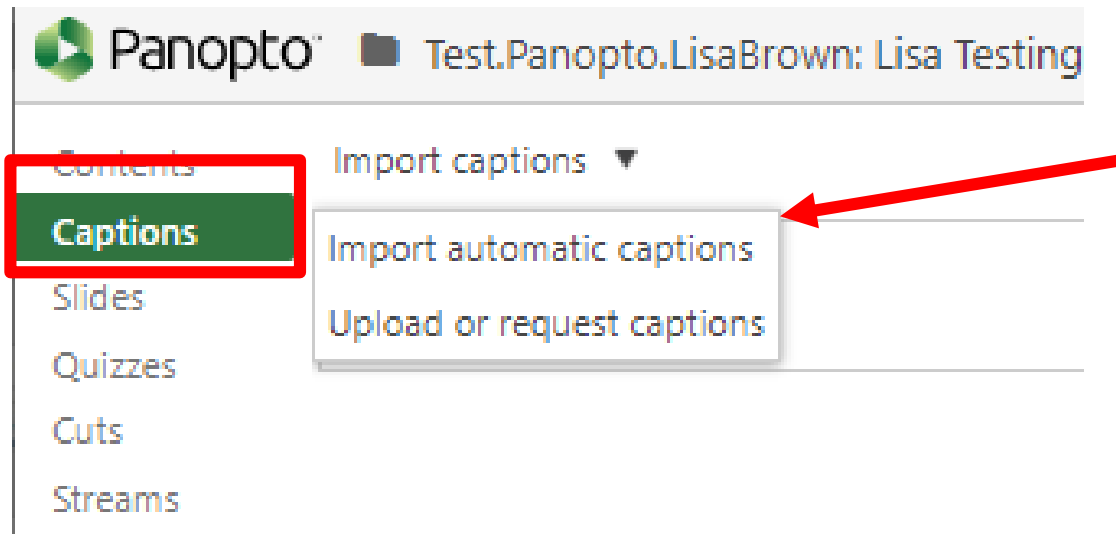 Panopto™ Test.Panopto.LisaBrown: Lisa Testing
Contents
Import captions ▼
Captions
Import automatic captions
Upload or request captions
Slides
Quizzes
Cuts
Streams